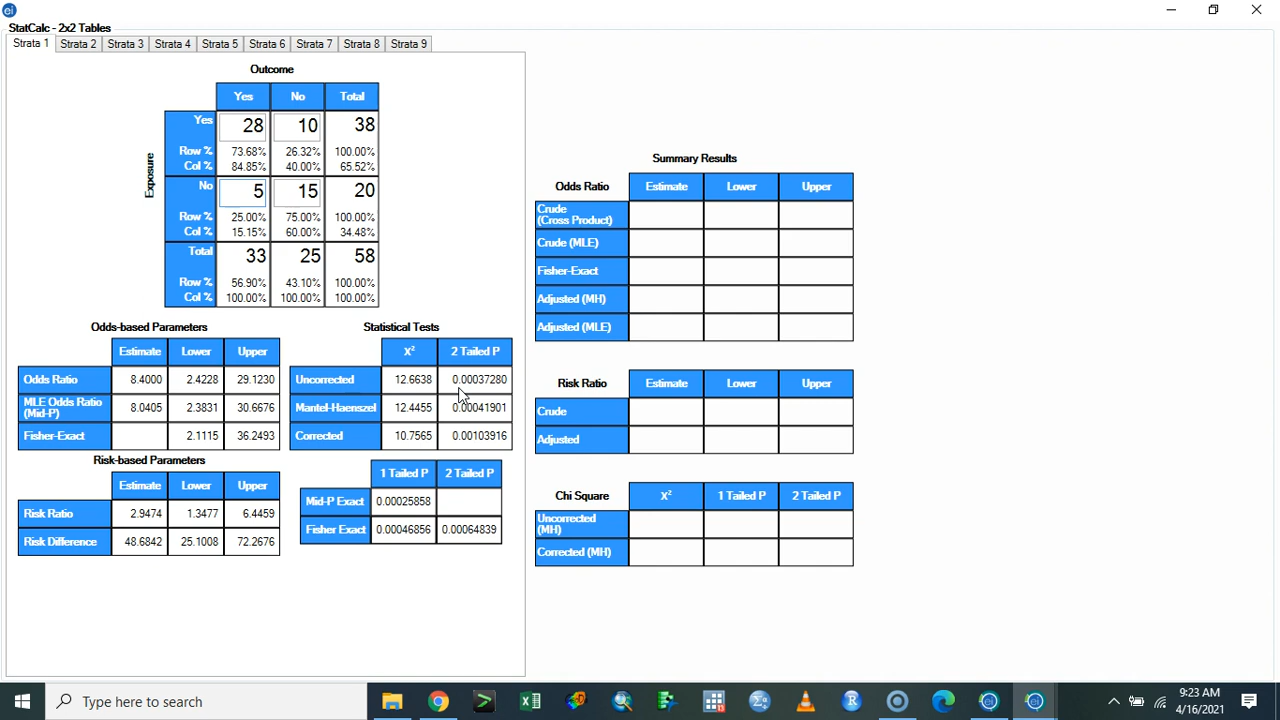 ei
StatCalc - 2x2 Tables
Strata 1 Strata 2 Strata 3 Strata 4 Strata 5 Strata 6 Strata 7 Strata 8 Strata 9
Outcome
Yes No Total
Exposure
Yes 28 10 38
Row % 73.68% 26.32% 100.00%
Col % 84.85% 40.00% 65.52%
No 5 15 20
Row % 25.00% 75.00% 100.00%
Col % 15.15% 60.00% 34.48%
Total 33 25 58
Row % 56.90% 43.10% 100.00%
Col % 100.00% 100.00% 100.00%
Odds-based Parameters
Estimate Lower Upper
Odds Ratio 8.4000 2.4228 29.1230
MLE Odds Ratio
(Mid-P) 8.0405 2.3831 30.6676
Fisher-Exact 2.1115 36.2493
Risk-based Parameters
Estimate Lower Upper
Risk Ratio 2.9474 1.3477 6.4459
Risk Difference 48.6842 25.1008 72.2676
Statistical Tests
X² 2 Tailed P
Uncorrected 12.6638 0.00037280
Mantel-Haenszel 12.4455 0.00041901
Corrected 10.7565 0.00103916
1 Tailed P 2 Tailed P
Mid-P Exact 0.00025858
Fisher Exact 0.00046856 0.00064839
Summary Results
Odds Ratio Estimate Lower Upper
Crude
(Cross Product)
Crude (MLE)
Fisher-Exact
Adjusted (MH)
Adjusted (MLE)
Risk Ratio Estimate Lower Upper
Crude
Adjusted
Chi Square X² 1 Tailed P 2 Tailed P
Uncorrected
(MH)
Corrected (MH)
Type here to search
9:23 AM
4/16/2021